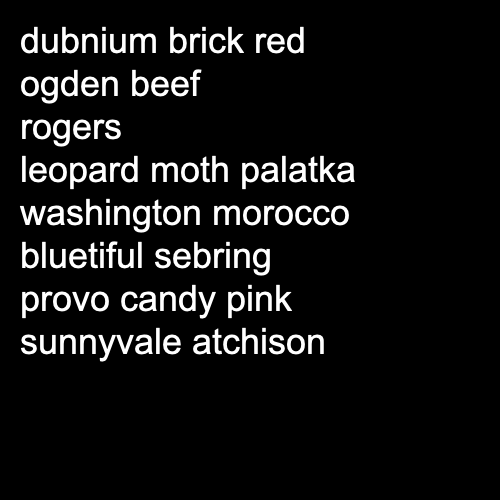 dubnium brick red
ogden beef
rogers
leopard moth palatka
washington morocco
bluetiful sebring
provo candy pink
sunnyvale atchison